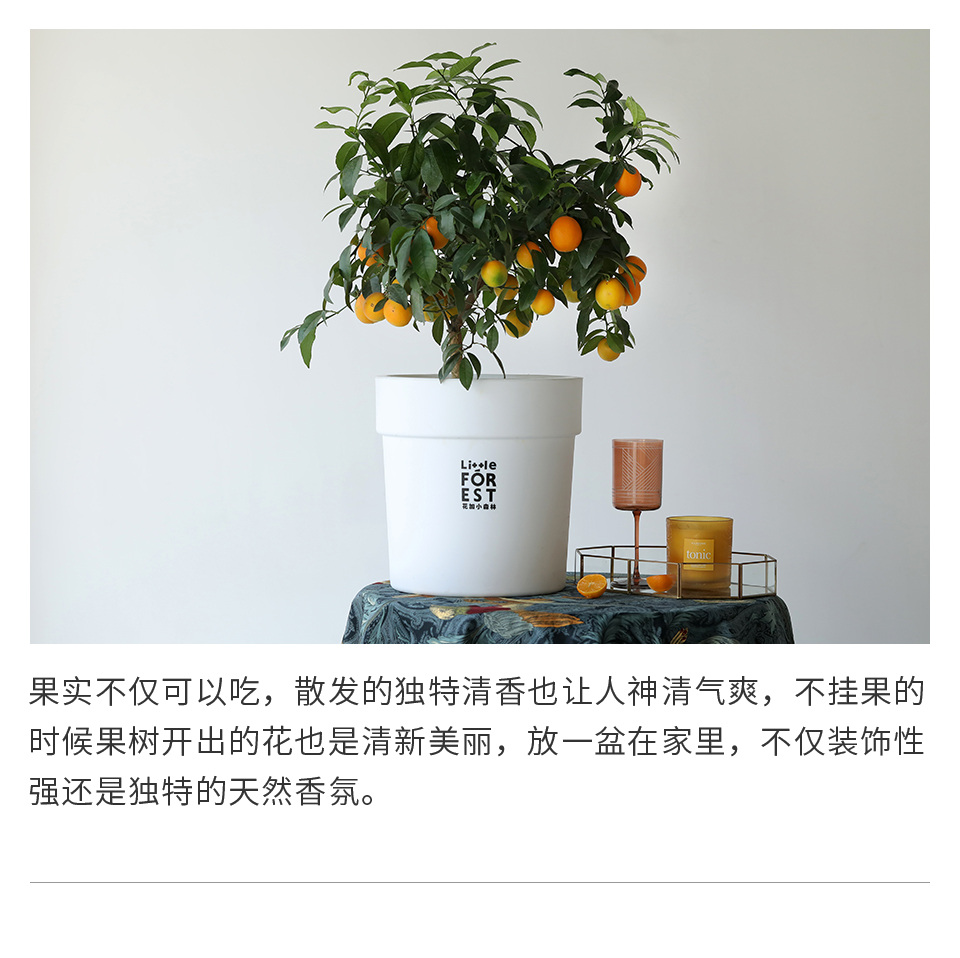 Little
FOR
EST
花加小森林
tonic
果实不仅可以吃，散发的独特清香也让人神清气爽，不挂果的
时候果树开出的花也是清新美丽，放一盆在家里，不仅装饰性
强还是独特的天然香氛。